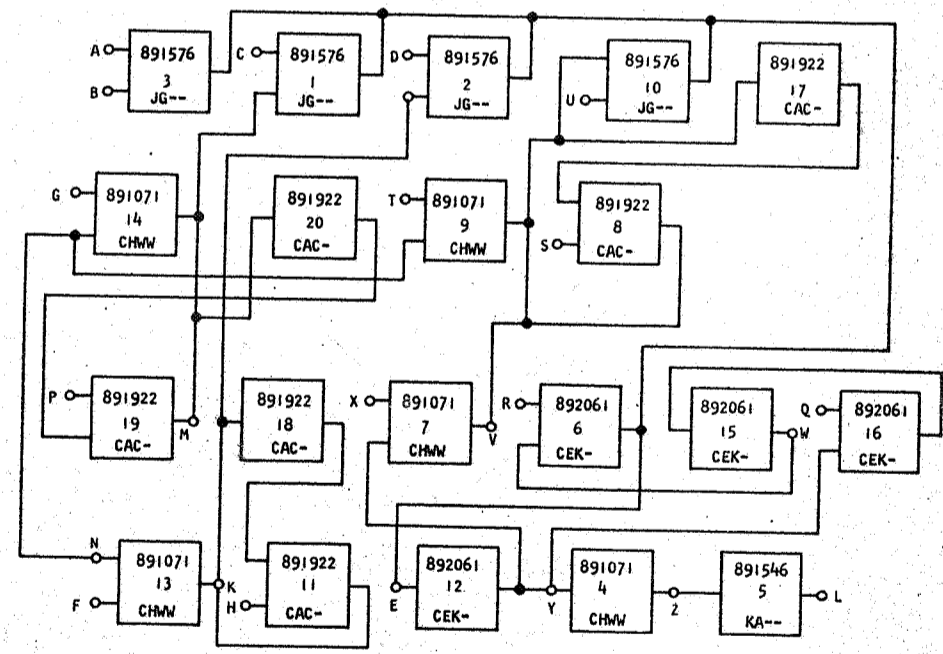 A
B
891576
3
JG--
C
891576
1
JG--
D
891576
2
JG--
U
891576
10
JG--
891922
17
CAC-
G
891071
14
CHWW
891922
20
CAC-
T
891071
9
CHWW
S
891922
8
CAC-
P
891922
19
CAC-
M
891922
18
CAC-
X
891071
7
CHWW
V
R
892061
6
CEK-
892061
15
CEK-
W
Q
892061
16
CEK-
N
F
891071
13
CHWW
K
H
891922
11
CAC-
E
892061
12
CEK-
Y
891071
4
CHWW
2
891546
5
KA--
L